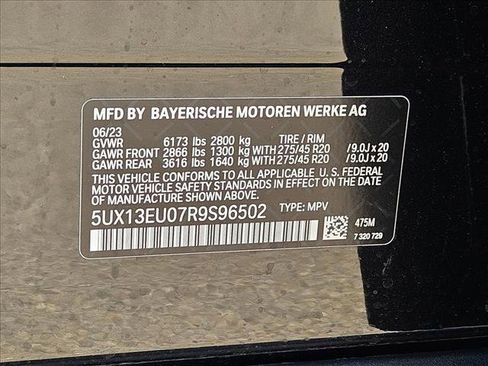 MFD BY BAYERISCHE MOTOREN WERKE AG
06/23
GVWR 6173 lbs 2800 kg TIRE / RIM
GAWR FRONT 2866 lbs 1300 kg WITH 275/45 R20 / 9.0J x 20
GAWR REAR 3616 lbs 1640 kg WITH 275/45 R20 / 9.0J x 20
THIS VEHICLE CONFORMS TO ALL APPLICABLE U.S. FEDERAL
MOTOR VEHICLE SAFETY STANDARDS IN EFFECT ON THE DATE
OF MANUFACTURE SHOWN ABOVE.
5UX13EU07R9S96502 TYPE: MPV
475M
7 320 729